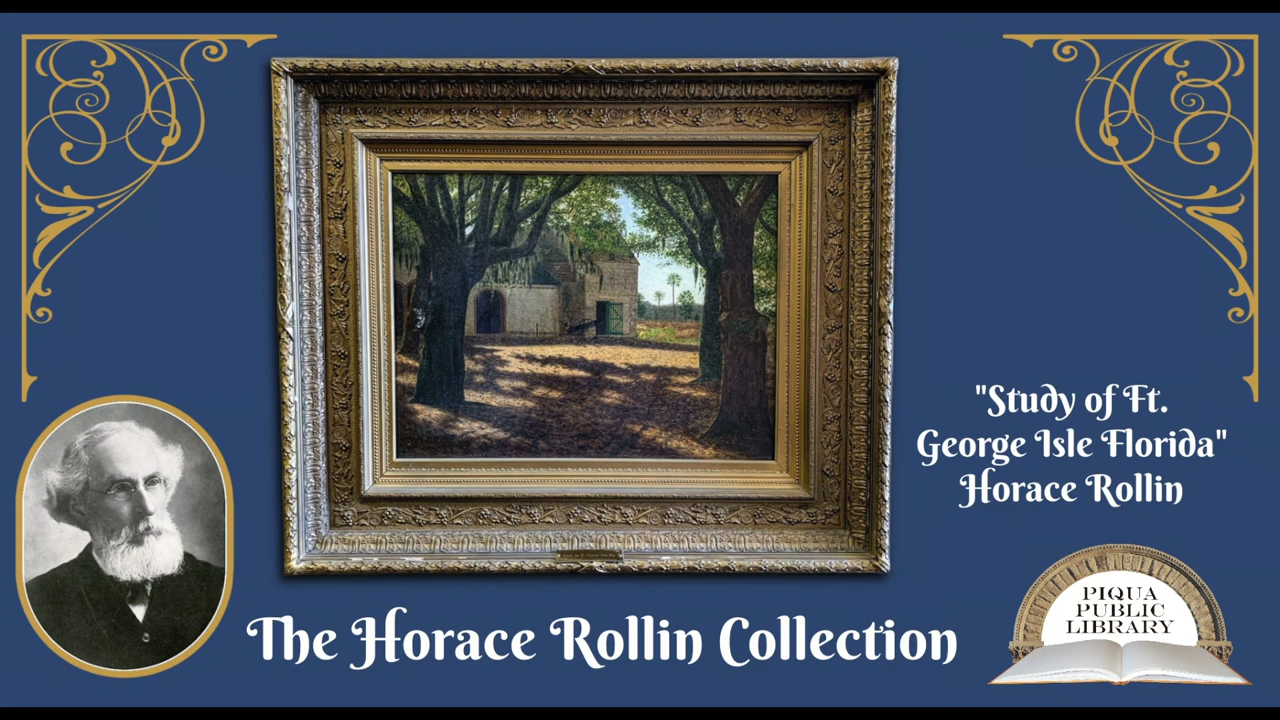 "Study of Ft.
George Isle Florida"
Horace Rollin
The Horace Rollin Collection
PIQUA
PUBLIC
LIBRARY